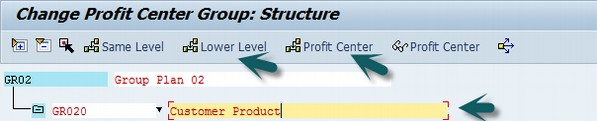 Change Profit Center Group: Structure
Same Level Lower Level Profit Center Profit Center
GR02 Group Plan 02
GR020 Customer Product